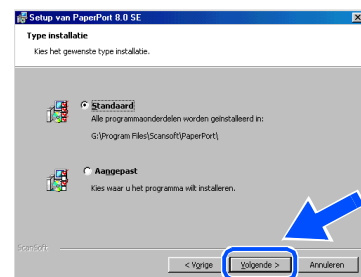 Setup van PaperPort 8.0 SE
Type installatie
Kies het gewenste type installatie.
Standaard
Alle programmaonderdelen worden geïnstalleerd in:
G:\Program Files\Scansoft\PaperPort\
Aangepast
Kies waar u het programma wilt installeren.
ScanSoft
< Vorige Volgende > Annuleren